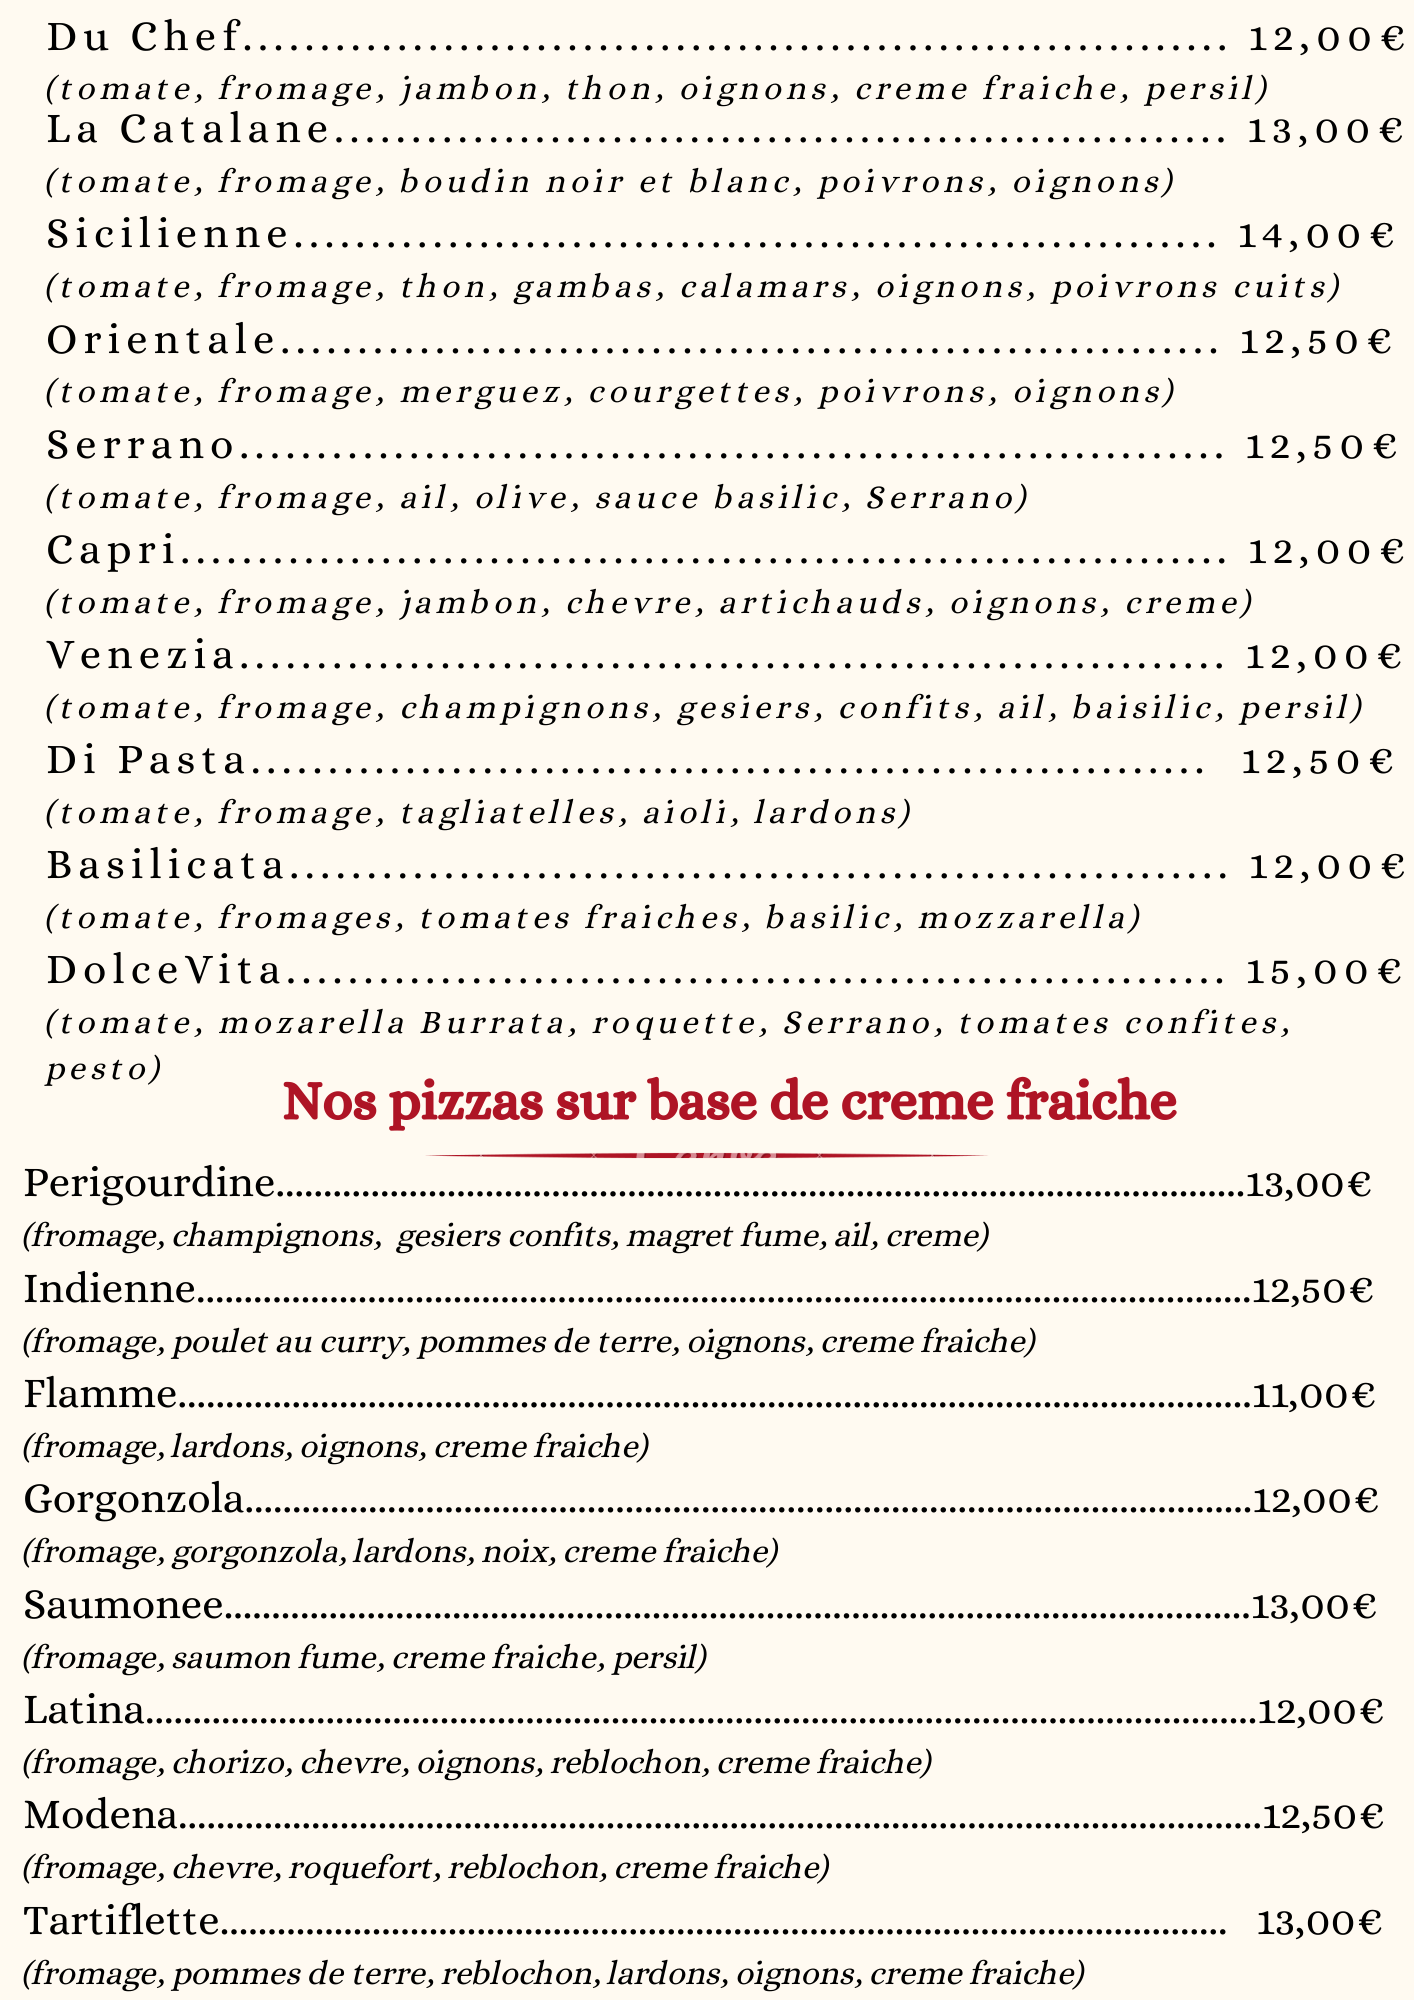 Du Chef................................................................ 12,00€
(tomate, fromage, jambon, thon, oignons, creme fraiche, persil)
La Catalane.......................................................... 13,00€
(tomate, fromage, boudin noir et blanc, poivrons, oignons)
Sicilienne............................................................ 14,00€
(tomate, fromage, thon, gambas, calamars, oignons, poivrons cuits)
Orientale............................................................. 12,50€
(tomate, fromage, merguez, courgettes, poivrons, oignons)
Serrano................................................................ 12,50€
(tomate, fromage, ail, olive, sauce basilic, Serrano)
Capri.................................................................... 12,00€
(tomate, fromage, jambon, chevre, artichauds, oignons, creme)
Venezia................................................................ 12,00€
(tomate, fromage, champignons, gesiers, confits, ail, baisilic, persil)
Di Pasta.............................................................. 12,50€
(tomate, fromage, tagliatelles, aioli, lardons)
Basilicata............................................................. 12,00€
(tomate, fromages, tomates fraiches, basilic, mozzarella)
DolceVita............................................................. 15,00€
(tomate, mozarella Burrata, roquette, Serrano, tomates confites,
pesto)
Nos pizzas sur base de creme fraiche
Perigourdine........................................................................................................13,00€
(fromage, champignons, gesiers confits, magret fume, ail, creme)
Indienne.................................................................................................................12,50€
(fromage, poulet au curry, pommes de terre, oignons, creme fraiche)
Flamme...................................................................................................................11,00€
(fromage, lardons, oignons, creme fraiche)
Gorgonzola............................................................................................................12,00€
(fromage, gorgonzola, lardons, noix, creme fraiche)
Saumonee..............................................................................................................13,00€
(fromage, saumon fume, creme fraiche, persil)
Latina.......................................................................................................................12,00€
(fromage, chorizo, chevre, oignons, reblochon, creme fraiche)
Modena....................................................................................................................12,50€
(fromage, chevre, roquefort, reblochon, creme fraiche)
Tartiflette............................................................................................................ 13,00€
(fromage, pommes de terre, reblochon, lardons, oignons, creme fraiche)